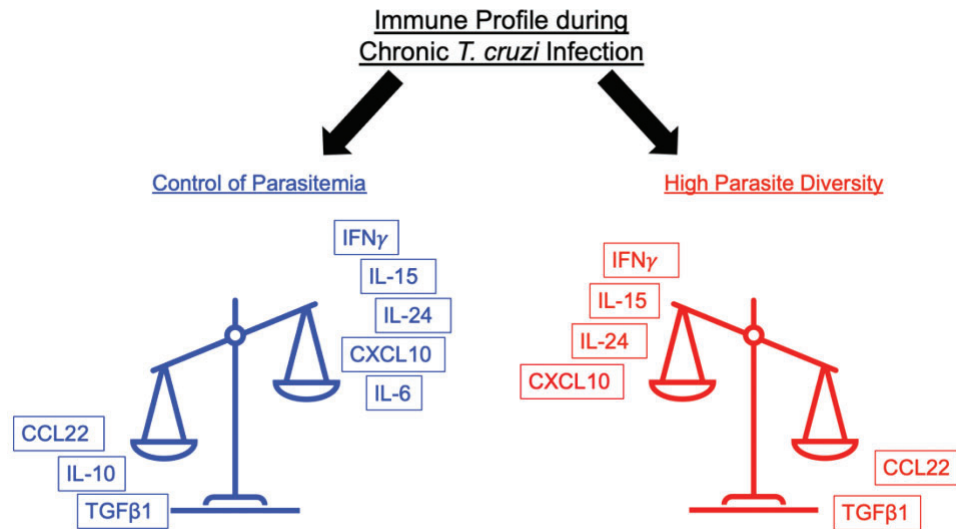 Immune Profile during
Chronic T. cruzi Infection
Control of Parasitemia
High Parasite Diversity
IFNγ
IL-15
IL-24
CXCL10
IL-6
CCL22
IL-10
TGFβ1
IFNγ
IL-15
IL-24
CXCL10
CCL22
TGFβ1